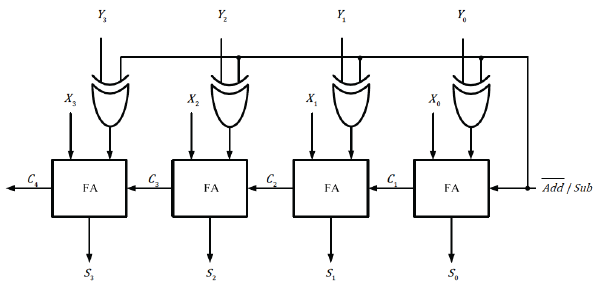 Y3 Y2 Y1 Y0
X3 X2 X1 X0
C4 FA C3 FA C2 FA C1 FA Add / Sub
S3 S2 S1 S0